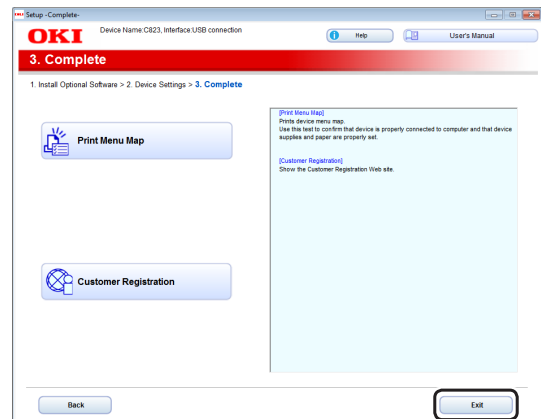 OKI Setup -Complete-
OKI
Device Name:C823, Interface:USB connection
Help
User's Manual
3. Complete
1. Install Optional Software > 2. Device Settings > 3. Complete
Print Menu Map
[Print Menu Map]
Prints device menu map.
Use this test to confirm that device is properly connected to computer and that device
supplies and paper are properly set.
[Customer Registration]
Show the Customer Registration Web site.
Customer Registration
Back
Exit